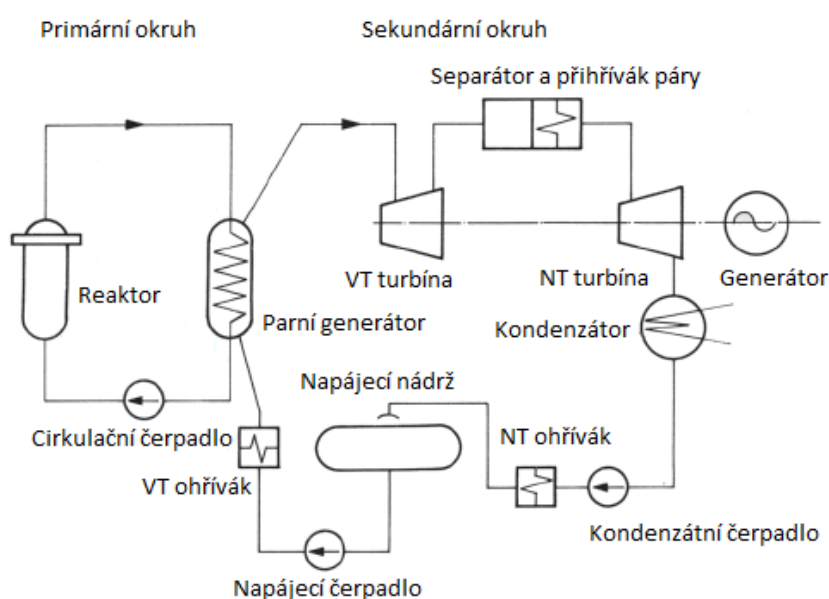 Primární okruh
Sekundární okruh
Separátor a přihřívák páry
Reaktor
Parní generátor
VT turbína
NT turbína
Generátor
Kondenzátor
Napájecí nádrž
Cirkulační čerpadlo
NT ohřívák
VT ohřívák
Kondenzátní čerpadlo
Napájecí čerpadlo